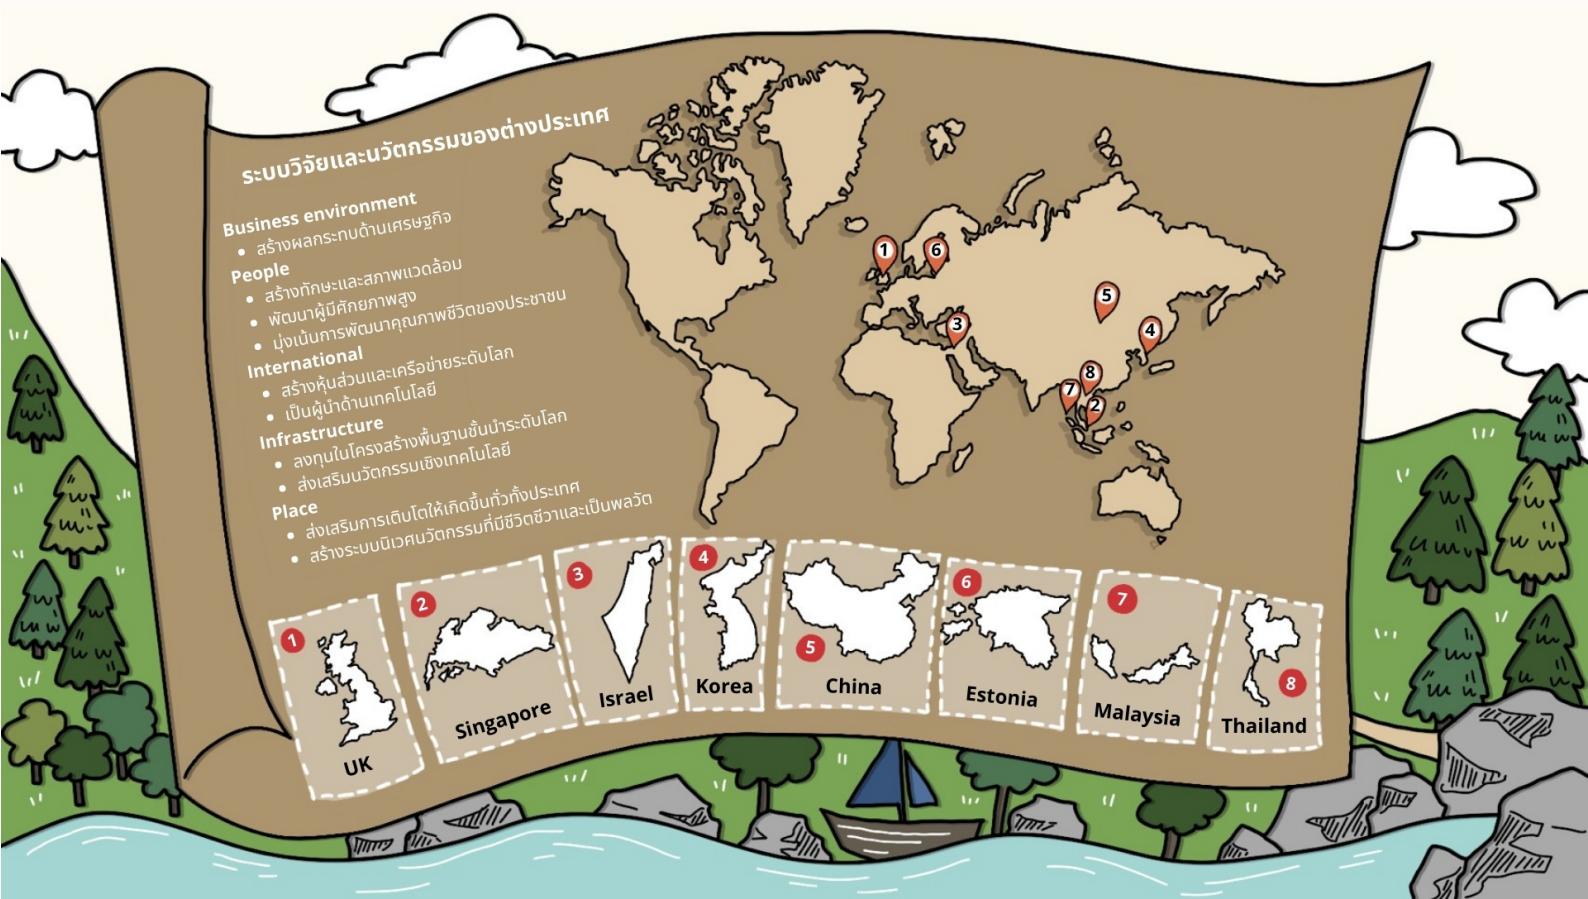 ระบบวิจัยและนวัตกรรมของต่างประเทศ
Business environment
• สร้างผลกระทบด้านเศรษฐกิจ
People
• สร้างทักษะและสภาพแวดล้อม
• พัฒนาผู้มีศักยภาพสูง
• มุ่งเน้นการพัฒนาคุณภาพชีวิตของประชาชน
International
• สร้างหุ้นส่วนและเครือข่ายระดับโลก
• เป็นผู้นำด้านเทคโนโลยี
Infrastructure
• ลงทุนในโครงสร้างพื้นฐานชั้นนำระดับโลก
• ส่งเสริมนวัตกรรมเชิงเทคโนโลยี
Place
• ส่งเสริมการเติบโตให้เกิดขึ้นทั่วทั้งประเทศ
• สร้างระบบนิเวศนวัตกรรมที่มีชีวิตชีวาและเป็นพลวัต
1
6
5
3
4
8
7
2
1
UK
2
Singapore
3
Israel
4
Korea
5
China
6
Estonia
7
Malaysia
8
Thailand